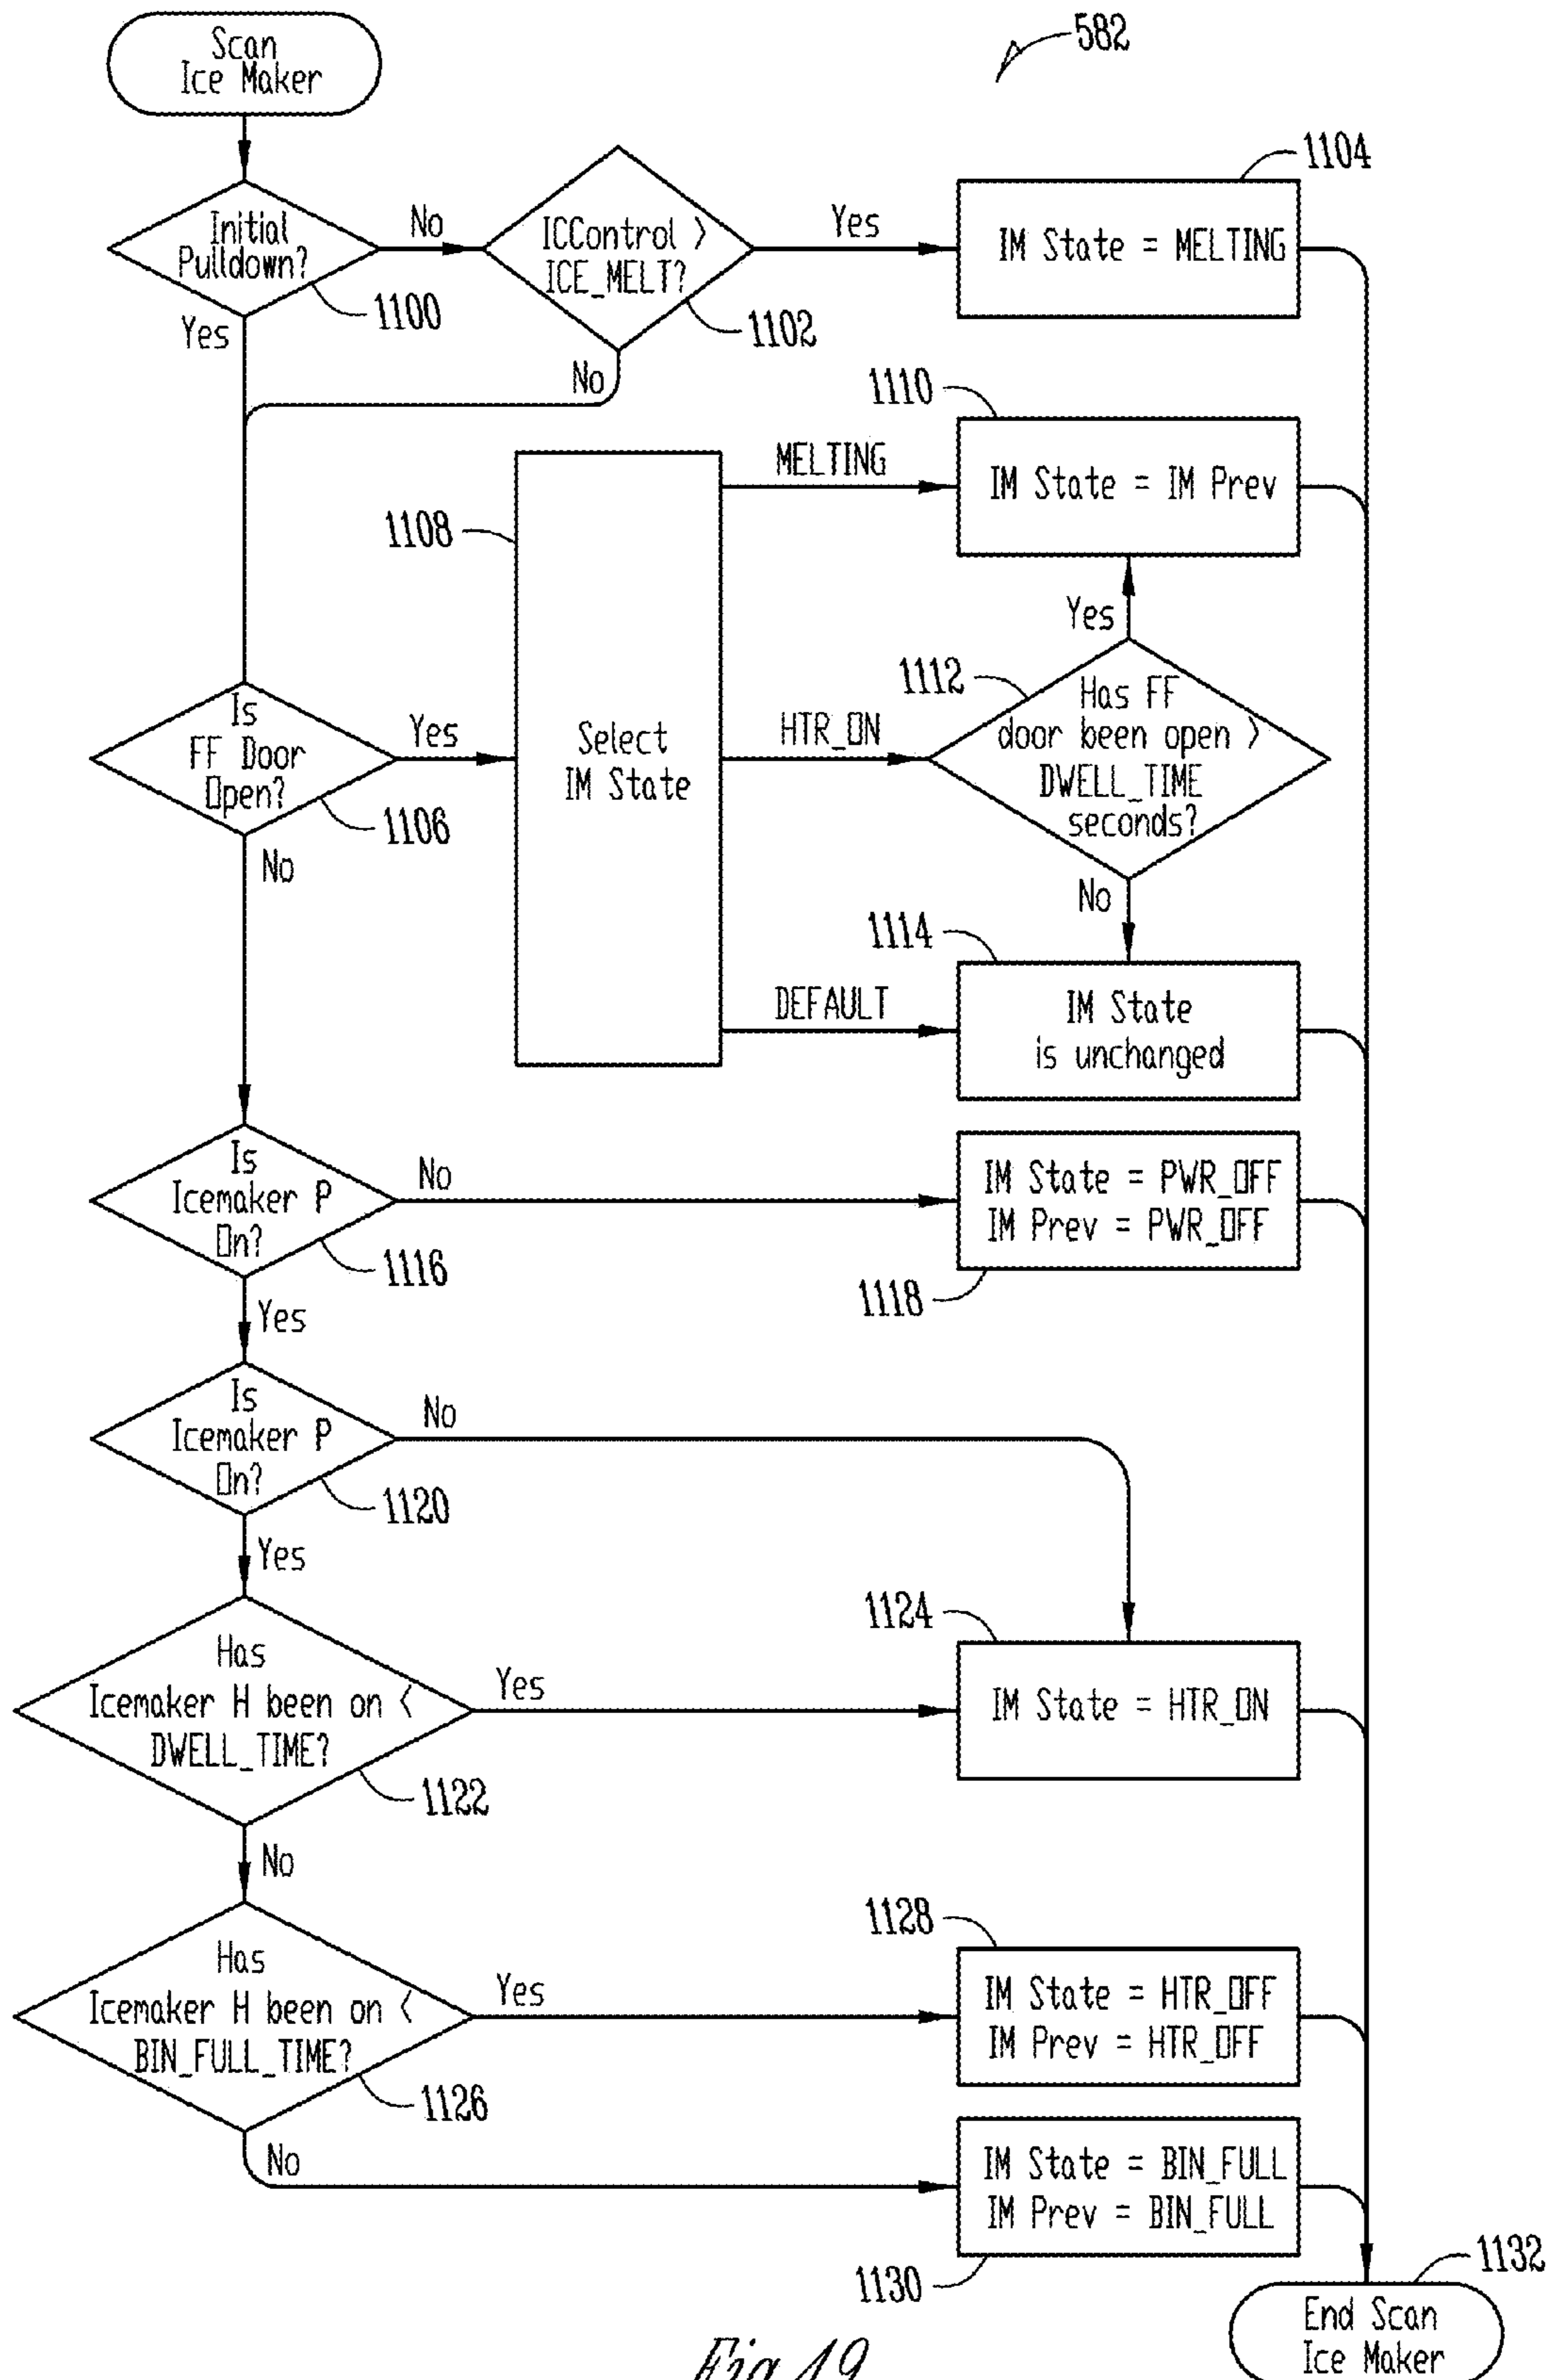 Scan
Ice Maker
582
Initial
Pulldown?
1100
No
Yes
ICControl >
ICE_MELT?
1102
Yes
No
1104
IM State = MELTING
1110
IM State = IM Prev
MELTING
1108
Select
IM State
Yes
1112
Has FF
door been open >
DWELL_TIME
seconds?
HTR_ON
No
Is
FF Door
Open?
1106
Yes
No
1114
IM State
is unchanged
DEFAULT
Is
Icemaker P
On?
1116
No
Yes
IM State = PWR_OFF
IM Prev = PWR_OFF
1118
Is
Icemaker P
On?
1120
No
Yes
Has
Icemaker H been on <
DWELL_TIME?
1122
Yes
No
1124
IM State = HTR_ON
Has
Icemaker H been on <
BIN_FULL_TIME?
1126
Yes
No
1128
IM State = HTR_OFF
IM Prev = HTR_OFF
IM State = BIN_FULL
IM Prev = BIN_FULL
1130
1132
End Scan
Ice Maker
Fig. 19